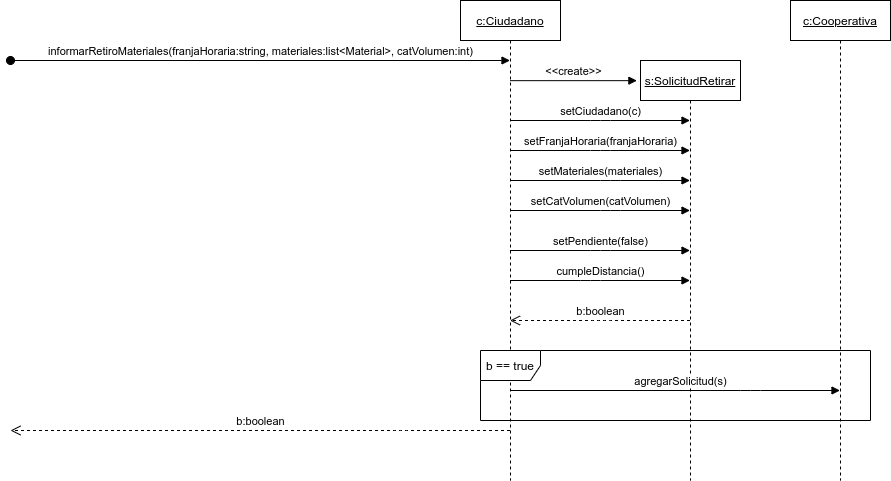 c:Ciudadano
c:Cooperativa
informarRetiroMateriales(franjaHoraria:string, materiales:list<Material>, catVolumen:int)
<<create>>
s:SolicitudRetirar
setCiudadano(c)
setFranjaHoraria(franjaHoraria)
setMateriales(materiales)
setCatVolumen(catVolumen)
setPendiente(false)
cumpleDistancia()
b:boolean
b == true
agregarSolicitud(s)
b:boolean